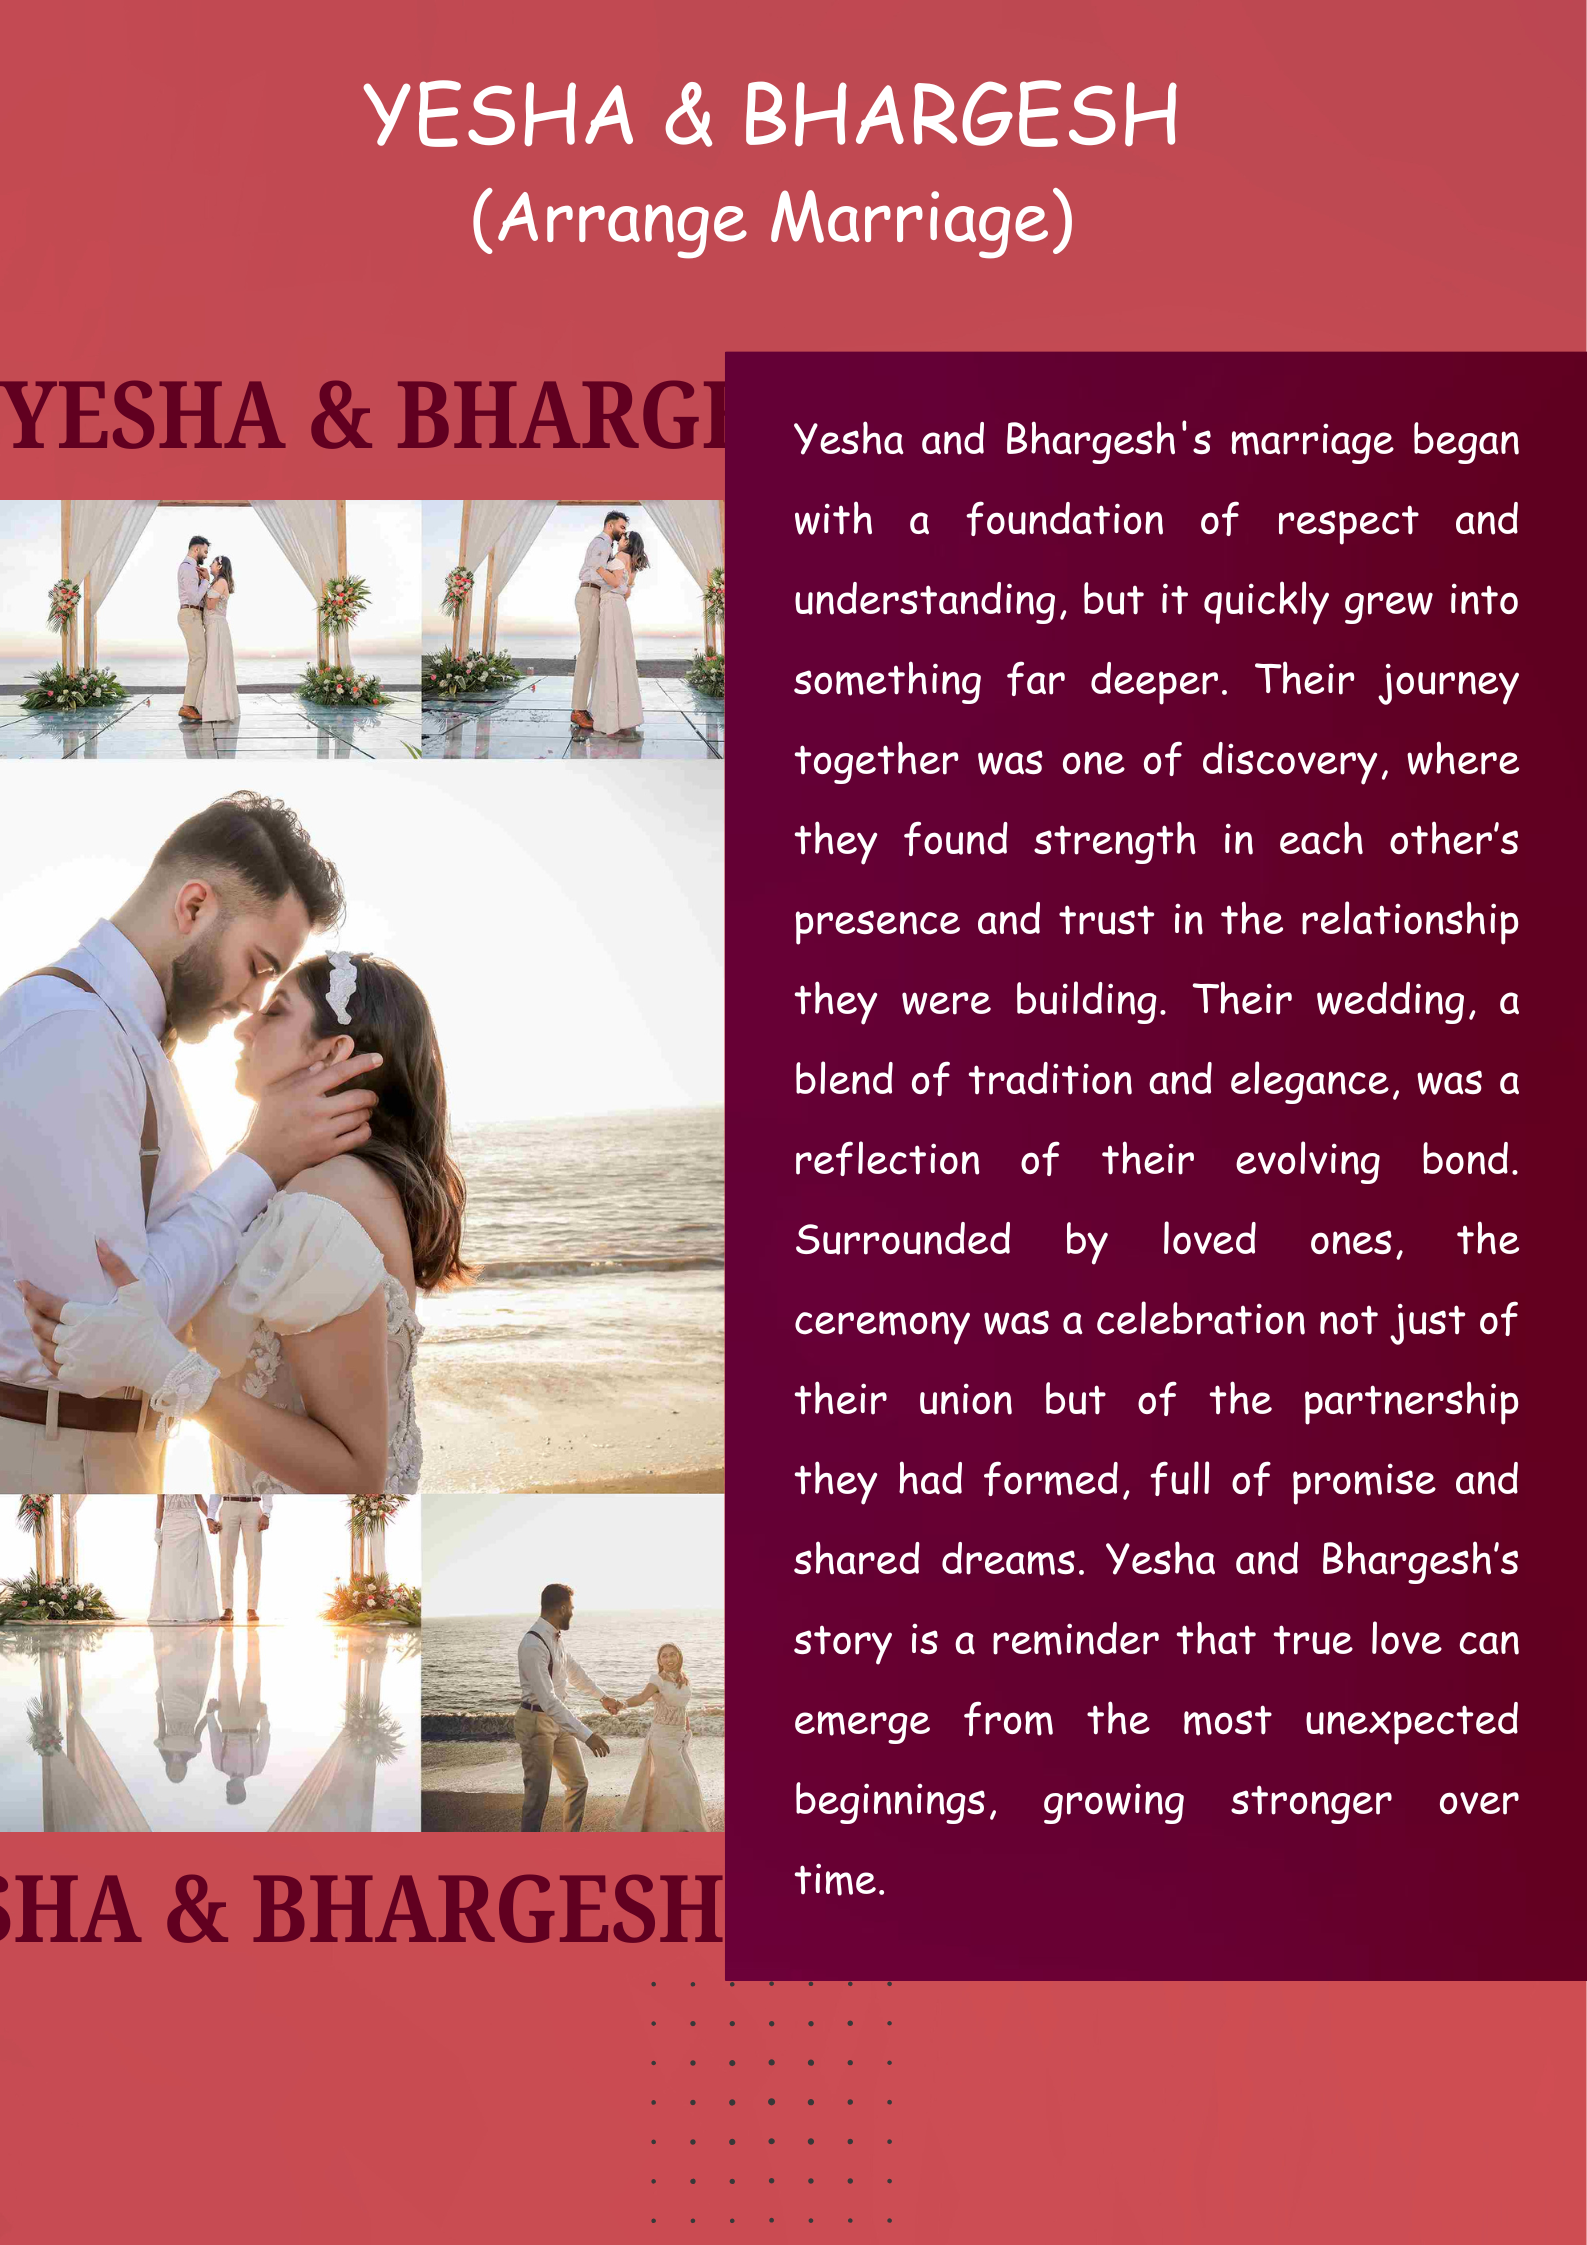 YESHA & BHARGESH
(Arrange Marriage)
YESHA & BHARGE
Yesha and Bhargesh's marriage began
with a foundation of respect and
understanding, but it quickly grew into
something far deeper. Their journey
together was one of discovery, where
they found strength in each other’s
presence and trust in the relationship
they were building. Their wedding, a
blend of tradition and elegance, was a
reflection of their evolving bond.
Surrounded by loved ones, the
ceremony was a celebration not just of
their union but of the partnership
they had formed, full of promise and
shared dreams. Yesha and Bhargesh’s
story is a reminder that true love can
emerge from the most unexpected
beginnings, growing stronger over
time.
SHA & BHARGESH